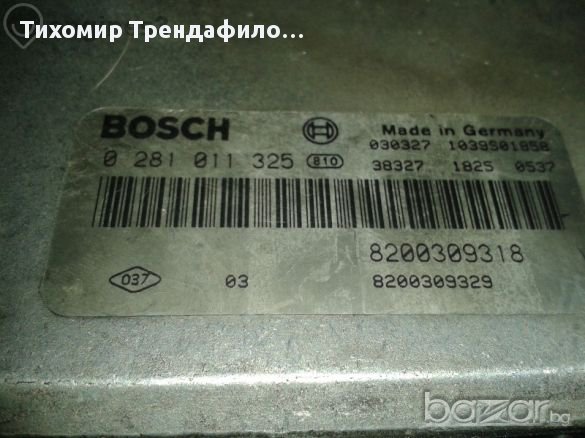 Тихомир Трендафило...
BOSCH
Made in Germany
0 281 011 325 810
030327 1039S01858
38327 1825 0537
8200309318
037 03 8200309329
bazar.bg